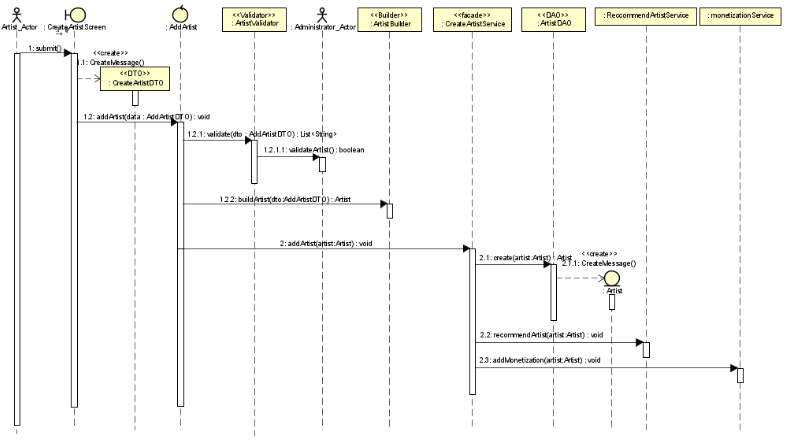 Artist_Actor
: CreateArtistScreen
: AddArtist
<<Validator>>
: ArtistValidator
: Administrator_Actor
<<Builder>>
: ArtistBuilder
<<facade>>
: CreateArtistService
<<DAO>>
: ArtistDAO
: ReccommendArtistService
: monetizationService
1: submit()
<<create>>
1.1: CreateMessage()
<<DTO>>
: CreateArtistDTO
1.2: addArtist(data : AddArtistDTO) : void
1.2.1: validate(dto : AddArtistDTO) : List<String>
1.2.1.1: validateArtist() : boolean
1.2.2: buildArtist(dto:AddArtistDTO) : Artist
2: addArtist(artist:Artist) : void
2.1: create(artist:Artist) : Artist
<<create>>
2.1.1: CreateMessage()
: Artist
2.2: recommendArtist(artist:Artist) : void
2.3: addMonetization(artist:Artist) : void